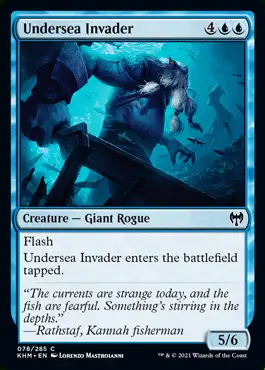 Undersea Invader 4
Creature — Giant Rogue
Flash
Undersea Invader enters the battlefield
tapped.
"The currents are strange today, and the
fish are fearful. Something's stirring in the
depths."
—Rathstaf, Kannah fisherman
5/6
078/285 C
KHM • EN Lorenzo Mastroianni
™ & © 2021 Wizards of the Coast